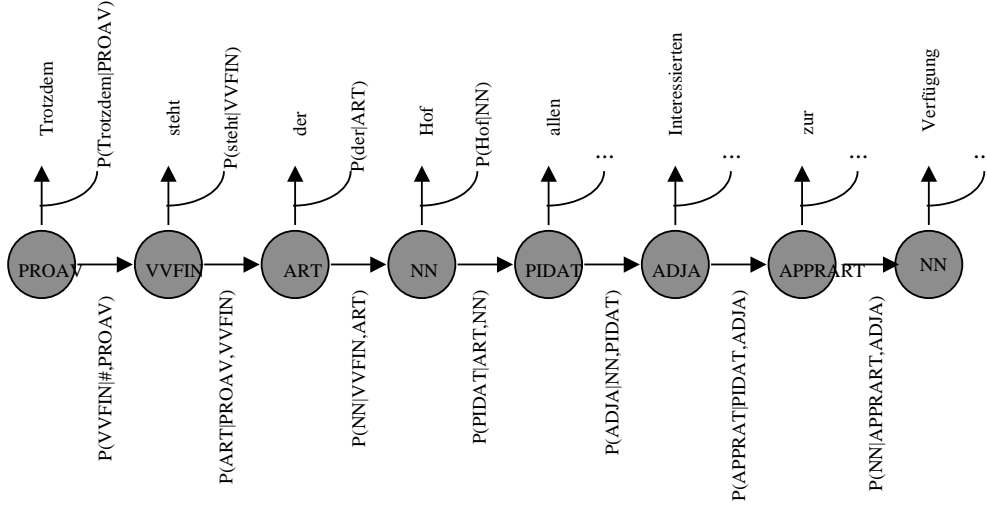 Trotzdem
P(Trotzdem|PROAV)
steht
P(steht|VVFIN)
der
P(der|ART)
Hof
P(Hof|NN)
allen
...
Interessierten
...
zur
...
Verfügung
..
PROAV
VVFIN
ART
NN
PIDAT
ADJA
APPRART
NN
P(VVFIN|#,PROAV)
P(ART|PROAV,VVFIN)
P(NN|VVFIN,ART)
P(PIDAT|ART,NN)
P(ADJA|NN,PIDAT)
P(APPRAT|PIDAT,ADJA)
P(NN|APPRART,ADJA)